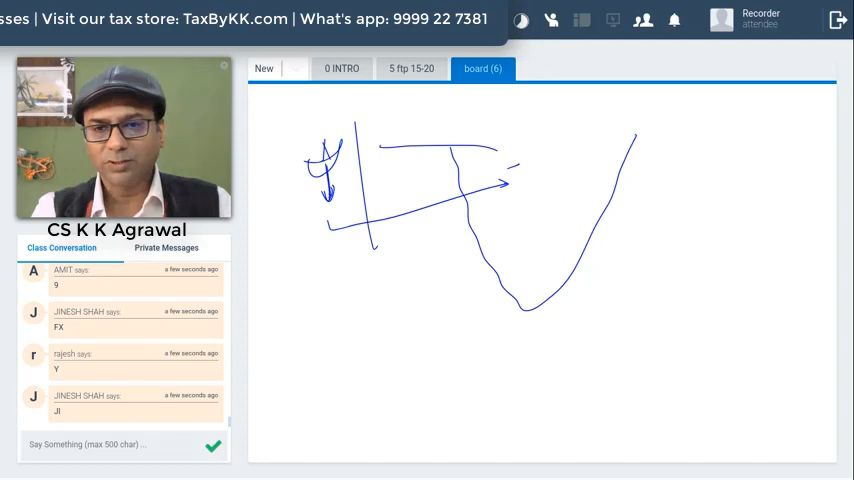 sses | Visit our tax store: TaxByKK.com | What's app: 9999 22 7381
Recorder
attendee
New
0 INTRO
5 ftp 15-20
board (6)
CS K K Agrawal
Class Conversation
Private Messages
A
AMIT says:
a few seconds ago
9
J
JINESH SHAH says:
a few seconds ago
FX
r
rajesh says:
a few seconds ago
Y
J
JINESH SHAH says:
a few seconds ago
JI
Say Something (max 500 char) ...